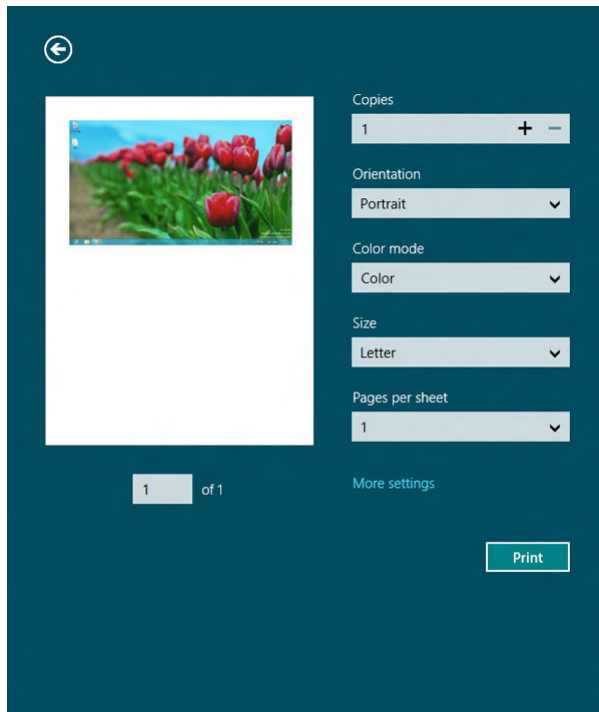 Copies
1
Orientation
Portrait
Color mode
Color
Size
Letter
Pages per sheet
1
More settings
1 of 1
Print